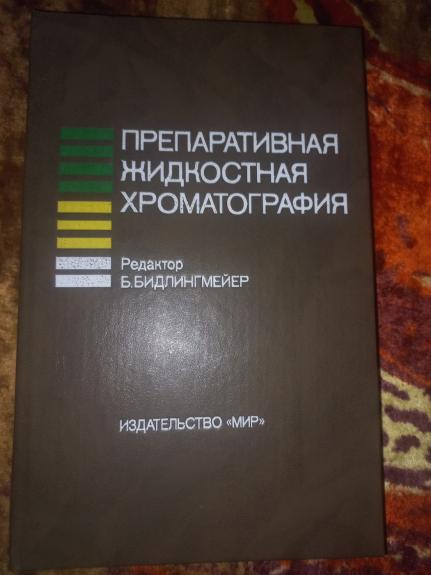 ПРЕПАРАТИВНАЯ
ЖИДКОСТНАЯ
ХРОМАТОГРАФИЯ
Редактор
Б.БИДЛИНГМЕЙЕР
ИЗДАТЕЛЬСТВО «МИР»